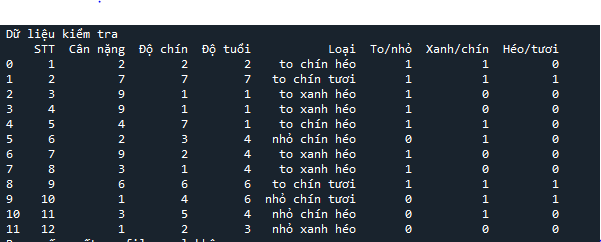 Dữ liệu kiểm tra
STT Cân nặng Độ chín Độ tuổi Loại To/nhỏ Xanh/chín Héo/tươi
0 1 2 2 2 to chín héo 1 1 0
1 2 7 7 7 to chín tươi 1 1 1
2 3 9 1 1 to xanh héo 1 0 0
3 4 9 1 1 to xanh héo 1 0 0
4 5 4 7 1 to chín héo 1 1 0
5 6 2 3 4 nhỏ chín héo 0 1 0
6 7 9 2 4 to xanh héo 1 0 0
7 8 3 1 4 to xanh héo 1 0 0
8 9 6 6 6 to chín tươi 1 1 1
9 10 1 4 6 nhỏ chín tươi 0 1 1
10 11 3 5 4 nhỏ chín héo 0 1 0
11 12 1 2 3 nhỏ xanh héo 0 0 0